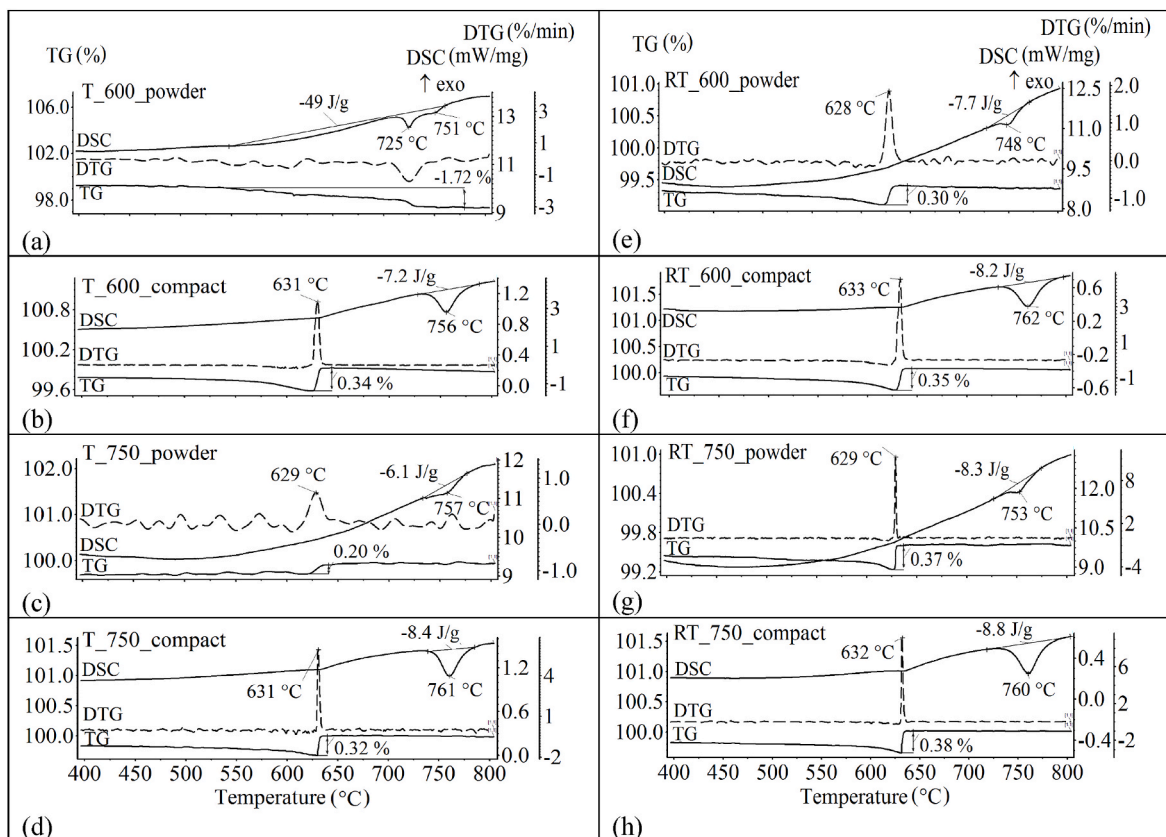 TG (%)
DTG (%/min)
DSC (mW/mg)
↑ exo
T_600_powder
106.0
102.0
98.0
-49 J/g
725 °C
751 °C
DSC
DTG
TG
-1.72 %
13
11
9
3
1
-1
-3
(a)
T_600_compact
100.8
100.2
99.6
631 °C
-7.2 J/g
756 °C
DSC
DTG
TG
0.34 %
1.2
0.8
0.4
0.0
3
1
-1
(b)
T_750_powder
102.0
101.0
100.0
629 °C
-6.1 J/g
757 °C
DTG
DSC
TG
0.20 %
12
11
10
9
1.0
0.0
-1.0
(c)
T_750_compact
101.5
101.0
100.5
100.0
631 °C
-8.4 J/g
761 °C
DSC
DTG
TG
0.32 %
1.2
0.6
0.0
4
1
-2
400 450 500 550 600 650 700 750 800
Temperature (°C)
(d)
TG (%)
DTG (%/min)
DSC (mW/mg)
↑ exo
RT_600_powder
101.0
100.5
100.0
99.5
628 °C
-7.7 J/g
748 °C
DTG
DSC
TG
0.30 %
12.5
11.0
9.5
8.0
2.0
1.0
0.0
-1.0
(e)
RT_600_compact
101.5
101.0
100.5
100.0
633 °C
-8.2 J/g
762 °C
DSC
DTG
TG
0.35 %
0.6
0.2
-0.2
-0.6
3
1
-1
(f)
RT_750_powder
101.0
100.4
99.8
99.2
629 °C
-8.3 J/g
753 °C
DTG
TG
DSC
0.37 %
12.0
10.5
9.0
8
2
-4
(g)
RT_750_compact
101.5
101.0
100.5
100.0
632 °C
-8.8 J/g
760 °C
DSC
DTG
TG
0.38 %
0.4
0.0
-0.4
6
2
-2
400 450 500 550 600 650 700 750 800
Temperature (°C)
(h)